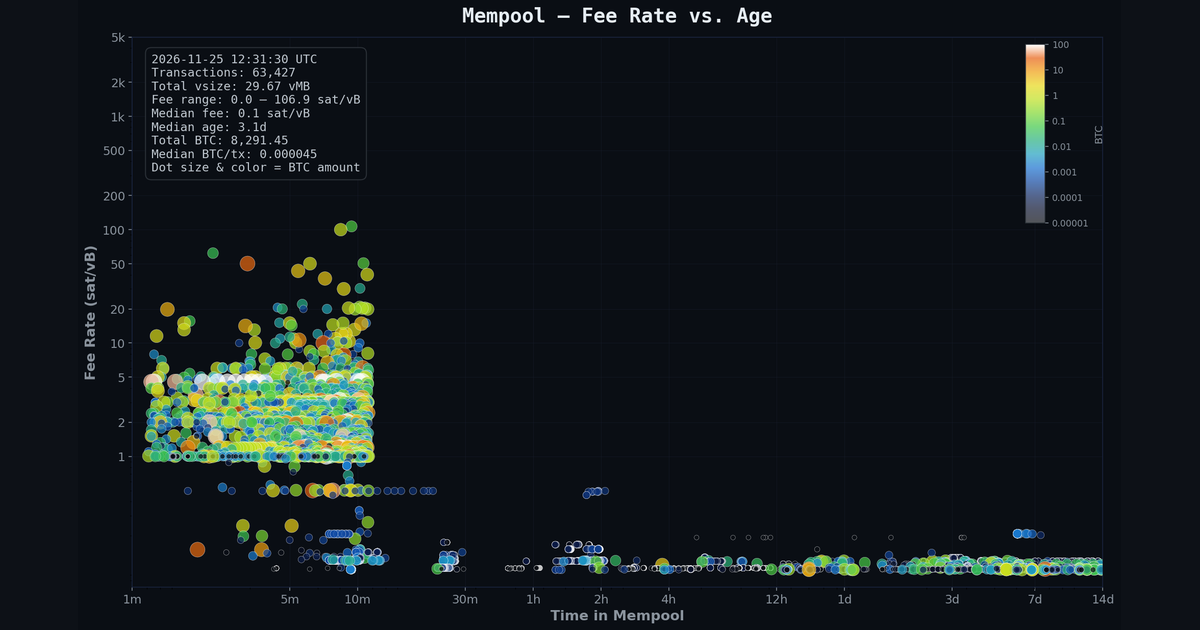 Mempool — Fee Rate vs. Age
2026-11-25 12:31:30 UTC
Transactions: 63,427
Total vsize: 29.67 vMB
Fee range: 0.0 — 106.9 sat/vB
Median fee: 0.1 sat/vB
Median age: 3.1d
Total BTC: 8,291.45
Median BTC/tx: 0.000045
Dot size & color = BTC amount
Fee Rate (sat/vB)
5k
2k
1k
500
200
100
50
20
10
5
2
1
100
10
1
0.1
0.01
0.001
0.0001
0.00001
BTC
1m
5m
10m
30m
1h
2h
4h
12h
1d
3d
7d
14d
Time in Mempool